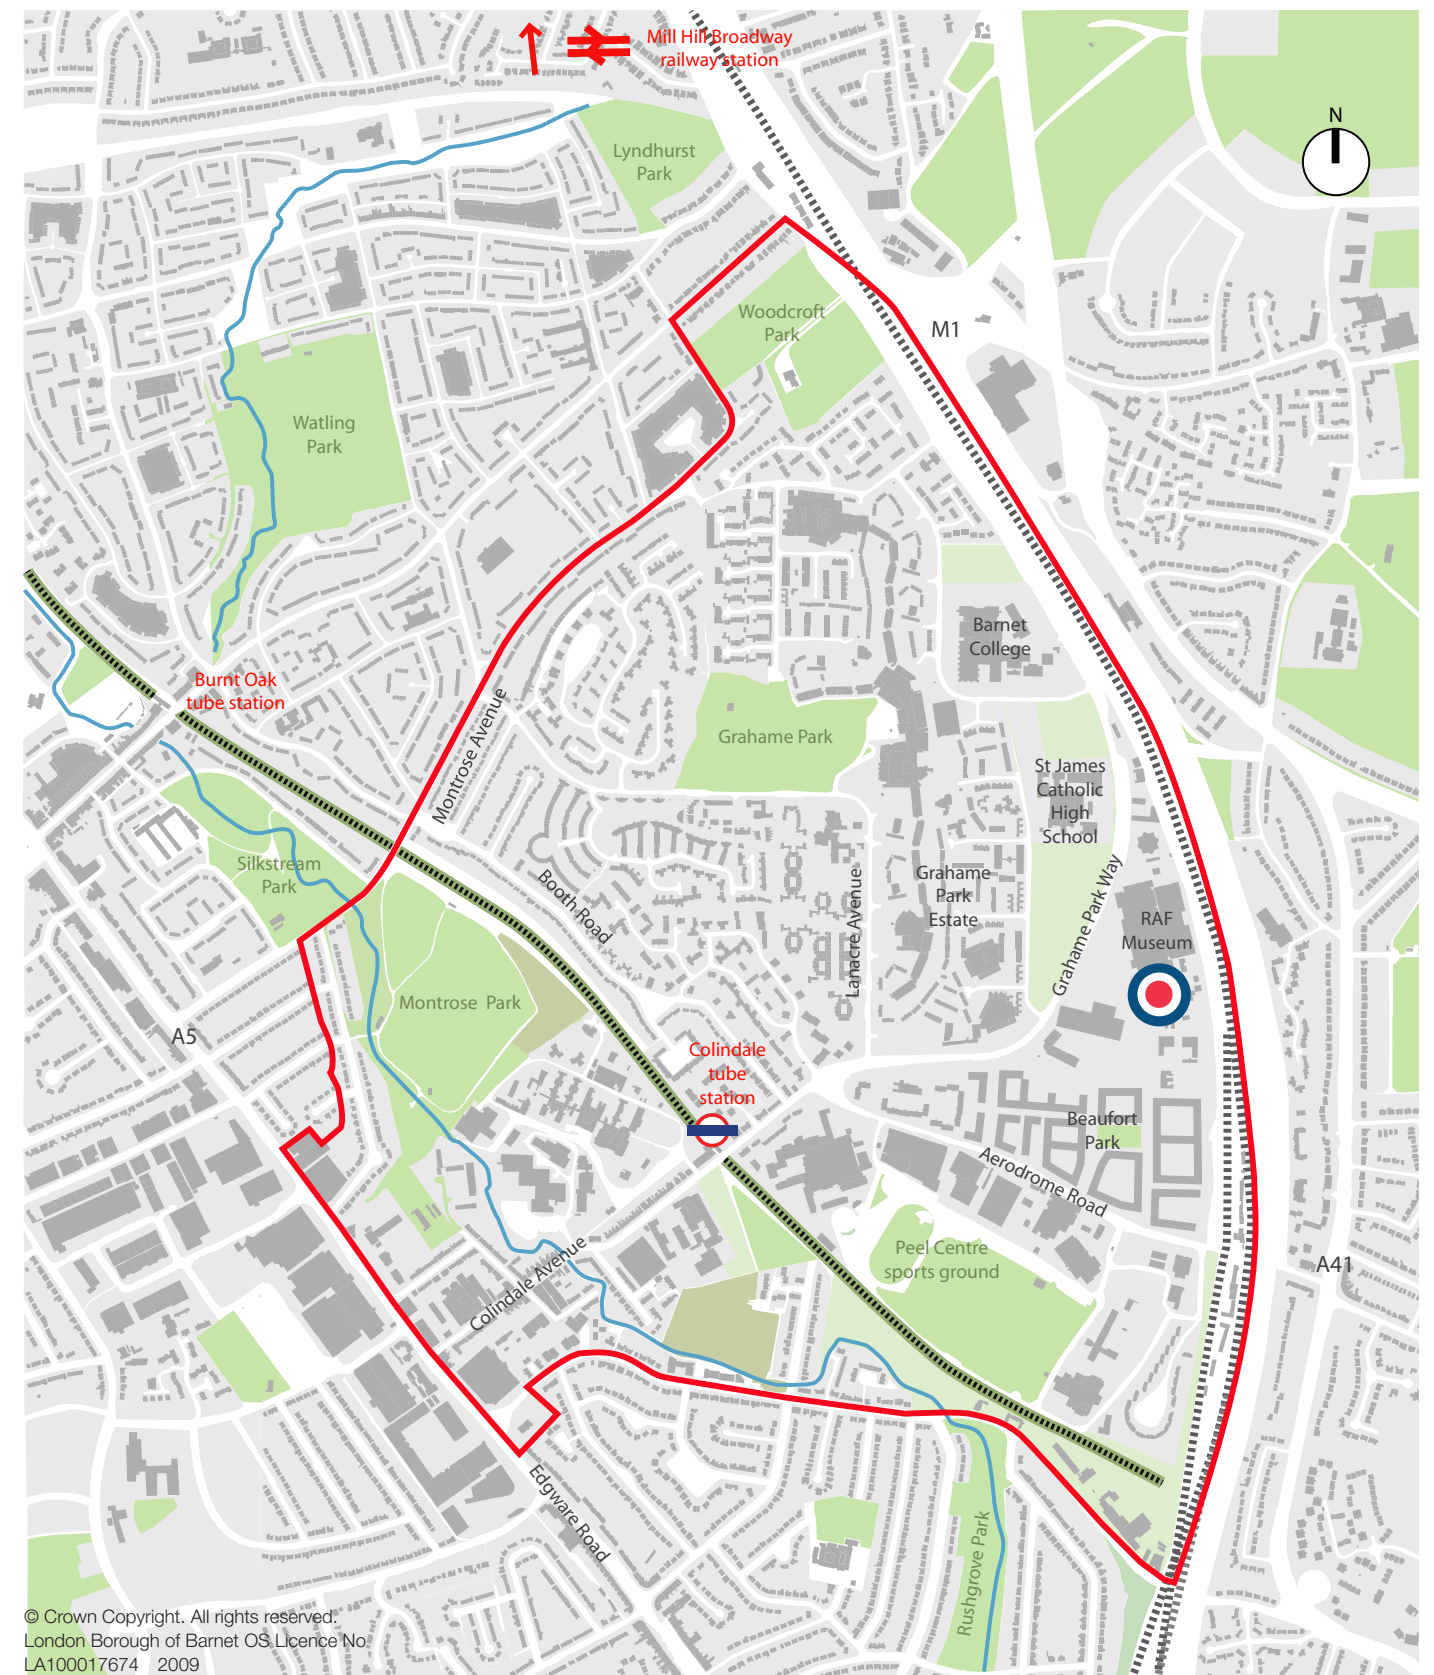 Mill Hill Broadway
railway station
N
Lyndhurst
Park
Woodcroft
Park
M1
Watling
Park
Barnet
College
Burnt Oak
tube station
Montrose Avenue
Grahame Park
St James
Catholic
High
School
Silkstream
Park
Booth Road
Lanacre Avenue
Grahame
Park
Estate
Grahame Park Way
RAF
Museum
Montrose Park
A5
Colindale
tube
station
Beaufort
Park
Aerodrome Road
Peel Centre
sports ground
A41
Colindale Avenue
Edgware Road
Rushgrove Park
© Crown Copyright. All rights reserved.
London Borough of Barnet OS Licence No
LA100017674 2009